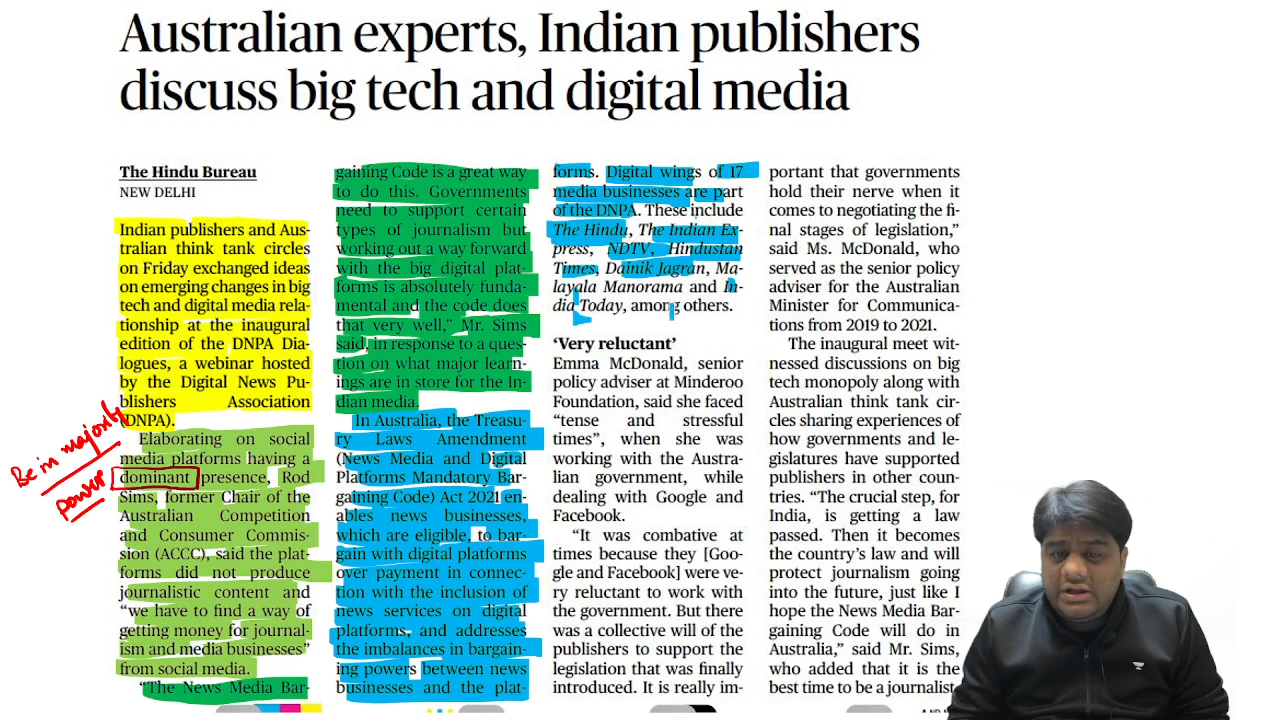 Australian experts, Indian publishers
discuss big tech and digital media
The Hindu Bureau
NEW DELHI
Indian publishers and Aus-
tralian think tank circles
on Friday exchanged ideas
on emerging changes in big
tech and digital media rela-
tionship at the inaugural
edition of the DNPA Dia-
logues, a webinar hosted
by the Digital News Pu-
blishers Association
(DNPA).
Elaborating on social
media platforms having a
dominant presence, Rod
Sims, former Chair of the
Australian Competition
and Consumer Commis-
sion (ACCC), said the plat-
forms did not produce
journalistic content and
“we have to find a way of
getting money for journal-
ism and media businesses”
from social media.
“The News Media Bar-
Be in majority
power
gaining Code is a great way
to do this. Governments
need to support certain
types of journalism but
working out a way forward
with the big digital plat-
forms is absolutely funda-
mental and the code does
that very well,” Mr. Sims
said, in response to a ques-
tion on what major learn-
ings are in store for the In-
dian media.
In Australia, the Treasu-
ry Laws Amendment
(News Media and Digital
Platforms Mandatory Bar-
gaining Code) Act 2021 en-
ables news businesses,
which are eligible, to bar-
gain with digital platforms
over payment in connec-
tion with the inclusion of
news services on digital
platforms, and addresses
the imbalances in bargain-
ing powers between news
businesses and the plat-
forms. Digital wings of 17
media businesses are part
of the DNPA. These include
The Hindu, The Indian Ex-
press, NDTV, Hindustan
Times, Dainik Jagran, Ma-
layala Manorama and In-
dia Today, among others.
‘Very reluctant’
Emma McDonald, senior
policy adviser at Minderoo
Foundation, said she faced
“tense and stressful
times”, when she was
working with the Austra-
lian government, while
dealing with Google and
Facebook.
“It was combative at
times because they [Goo-
gle and Facebook] were ve-
ry reluctant to work with
the government. But there
was a collective will of the
publishers to support the
legislation that was finally
introduced. It is really im-
portant that governments
hold their nerve when it
comes to negotiating the fi-
nal stages of legislation,”
said Ms. McDonald, who
served as the senior policy
adviser for the Australian
Minister for Communica-
tions from 2019 to 2021.
The inaugural meet wit-
nessed discussions on big
tech monopoly along with
Australian think tank cir-
cles sharing experiences of
how governments and le-
gislatures have supported
publishers in other coun-
tries. “The crucial step, for
India, is getting a law
passed. Then it becomes
the country’s law and will
protect journalism going
into the future, just like I
hope the News Media Bar-
gaining Code will do in
Australia,” said Mr. Sims,
who added that it is the
best time to be a journalist.